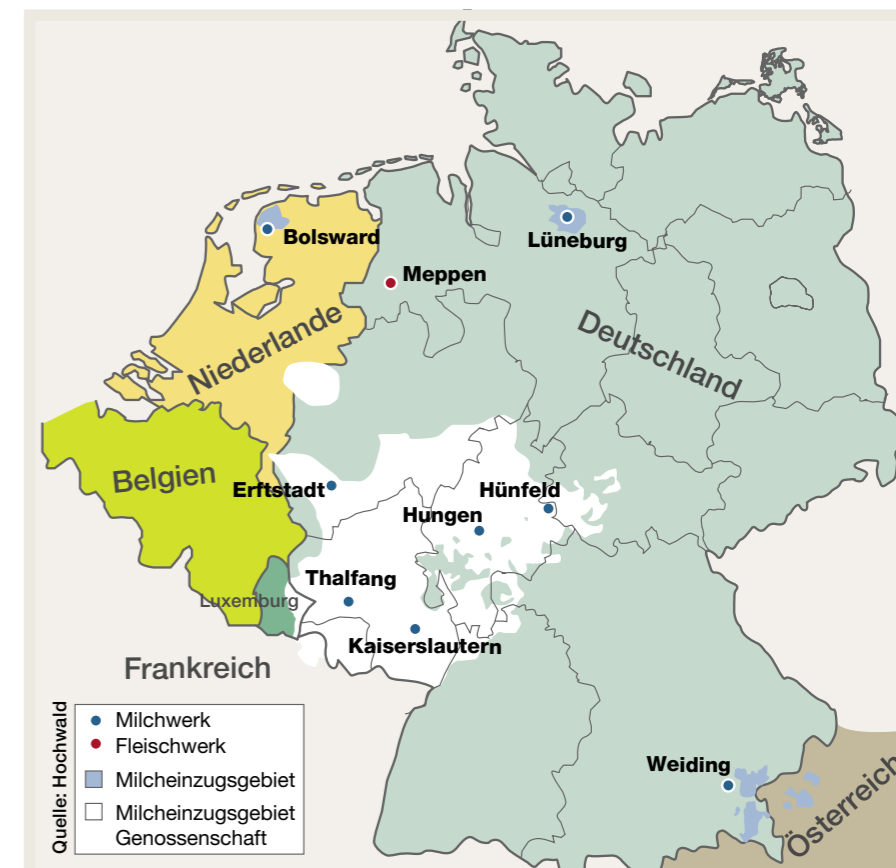 Bolsward
Lüneburg
Meppen
Niederlande
Deutschland
Belgien
Erftstadt
Hünfeld
Hungen
Thalfang
Luxemburg
Kaiserslautern
Frankreich
Weiding
Österreich
Quelle: Hochwald
Milchwerk
Fleischwerk
Milcheinzugsgebiet
Milcheinzugsgebiet
Genossenschaft